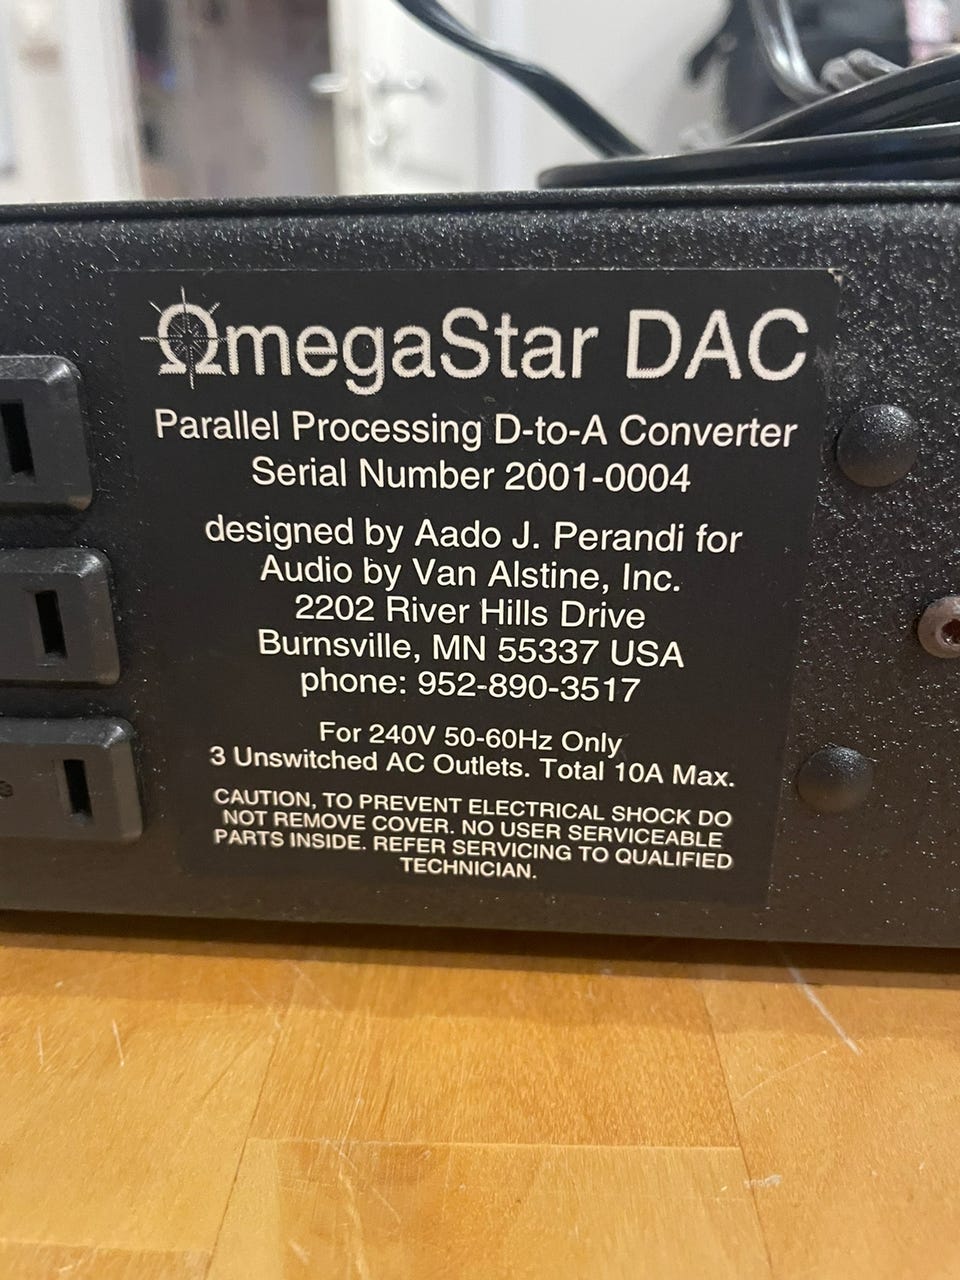 ΩmegaStar DAC
Parallel Processing D-to-A Converter
Serial Number 2001-0004
designed by Aado J. Perandi for
Audio by Van Alstine, Inc.
2202 River Hills Drive
Burnsville, MN 55337 USA
phone: 952-890-3517
For 240V 50-60Hz Only
3 Unswitched AC Outlets. Total 10A Max.
CAUTION, TO PREVENT ELECTRICAL SHOCK DO
NOT REMOVE COVER. NO USER SERVICEABLE
PARTS INSIDE. REFER SERVICING TO QUALIFIED
TECHNICIAN.